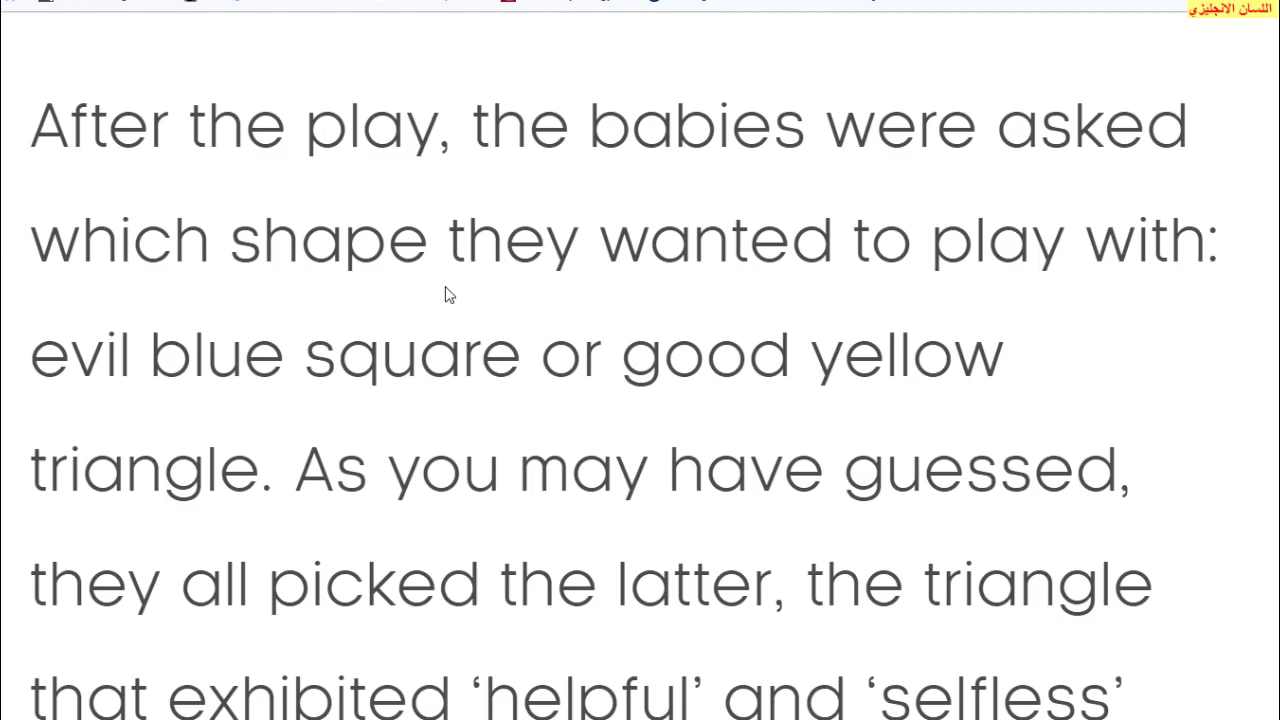 اللسان الانجليزي
After the play, the babies were asked
which shape they wanted to play with:
evil blue square or good yellow
triangle. As you may have guessed,
they all picked the latter, the triangle
that exhibited ‘helpful’ and ‘selfless’